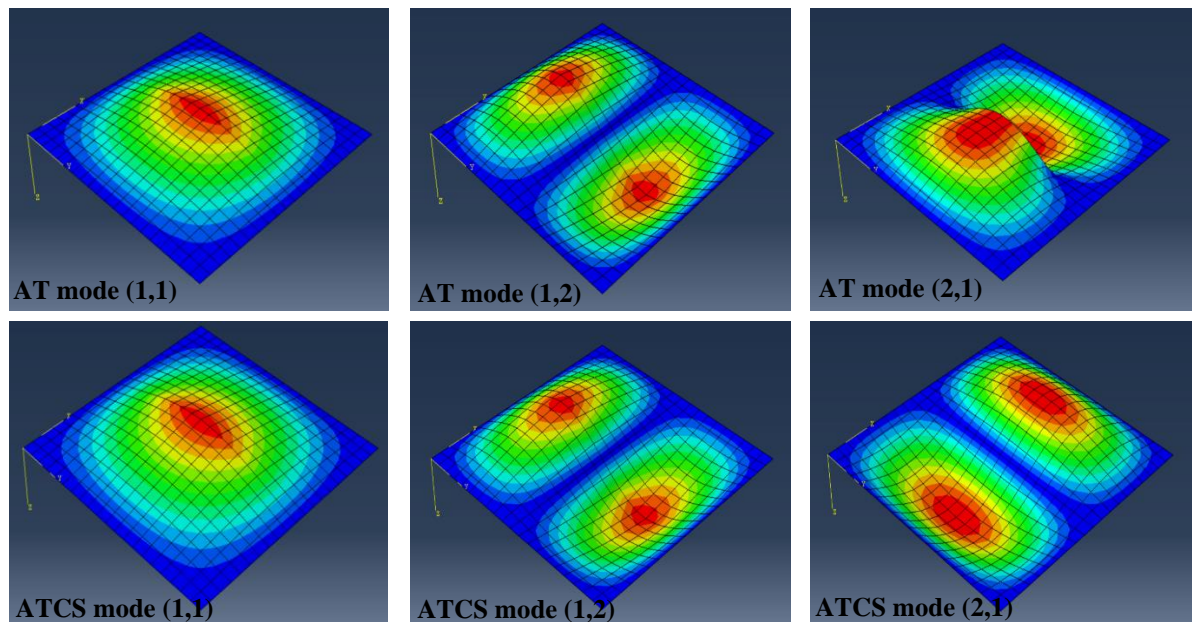 AT mode (1,1)
AT mode (1,2)
AT mode (2,1)
ATCS mode (1,1)
ATCS mode (1,2)
ATCS mode (2,1)